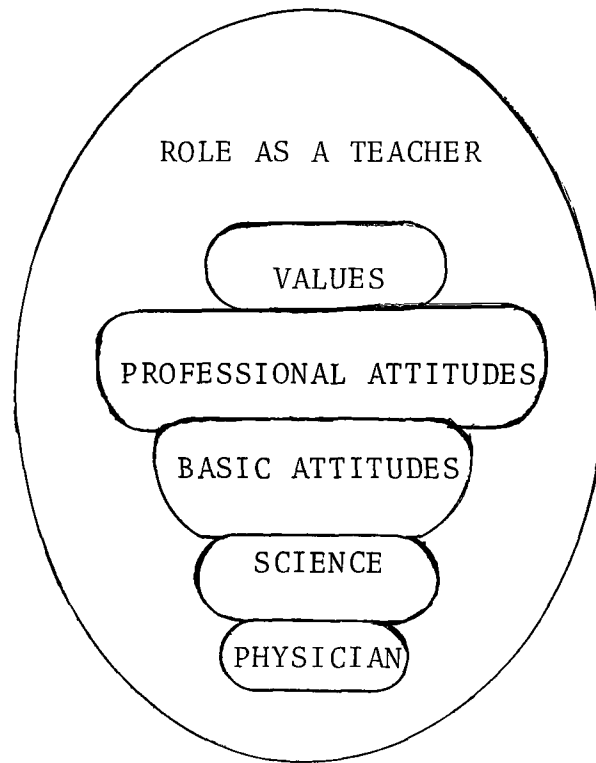 ROLE AS A TEACHER
VALUES
PROFESSIONAL ATTITUDES
BASIC ATTITUDES
SCIENCE
PHYSICIAN